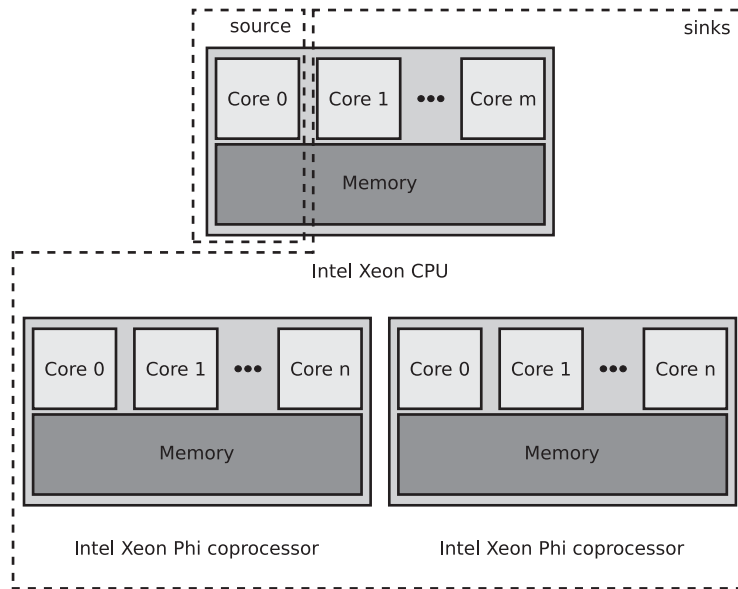 source
sinks
Core 0
Core 1
•••
Core m
Memory
Intel Xeon CPU
Core 0
Core 1
•••
Core n
Memory
Intel Xeon Phi coprocessor
Core 0
Core 1
•••
Core n
Memory
Intel Xeon Phi coprocessor